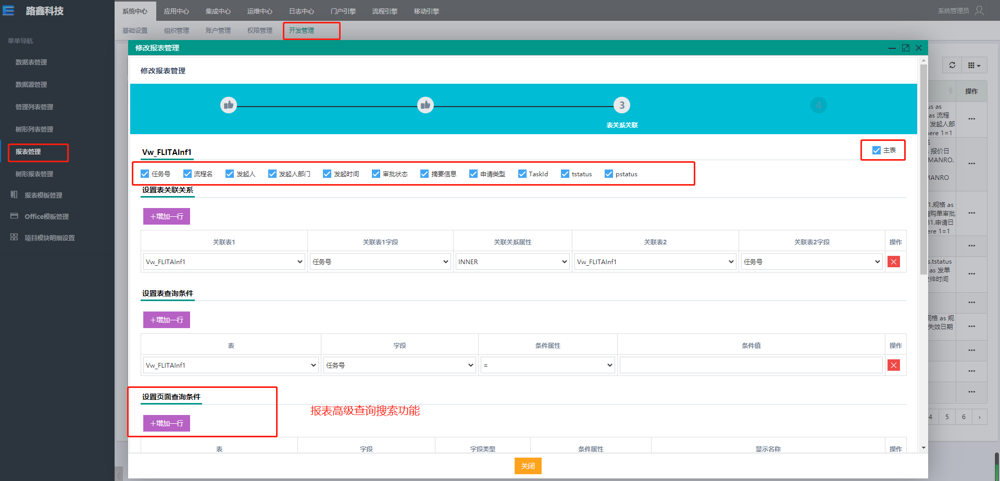 路鑫科技
系统中心 应用中心 集成中心 运维中心 日志中心 门户引擎 流程引擎 移动引擎
系统管理员
基础设置 组织管理 账户管理 权限管理 开发管理
菜单导航
数据表管理
数据源管理
管理列表管理
树形列表管理
报表管理
树形报表管理
报表模板管理
Office模板管理
项目模块明细设置
修改报表管理
修改报表管理
3
4
表关系关联
Vw_FLITAInf1
主表
任务号 流程名 发起人 发起人部门 发起时间 审批状态 摘要信息 申请类型 TaskId tstatus pstatus
设置表关联关系
+增加一行
关联表1 关联表1字段 关联关系属性 关联表2 关联表2字段 操作
Vw_FLITAInf1 任务号 INNER Vw_FLITAInf1 任务号
设置表查询条件
+增加一行
表 字段 条件属性 条件值 操作
Vw_FLITAInf1 任务号 =
设置页面查询条件
报表高级查询搜索功能
+增加一行
表 字段 字段类型 条件属性 显示名称 操作
关闭
操作
us as
as 流程
发起人部
ere 1=1
报价日
MANRO.
MANRO
1.规格 as
购单审批
31.申请日
ere 1=1
s.tstatus
as 发单
件时间
规格 as 规
失效日期
4 5 6 ›